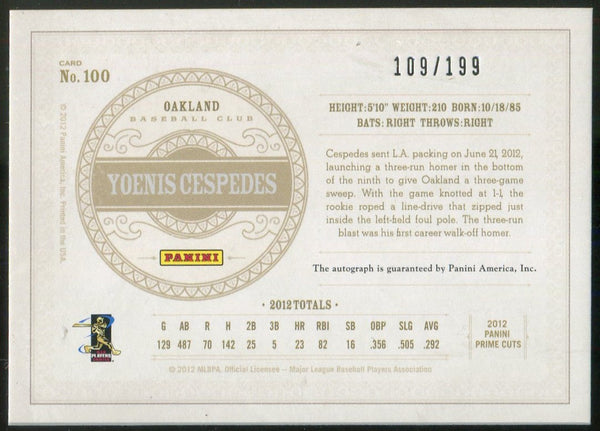 CARD
No. 100
109/199
OAKLAND
BASEBALL CLUB
YOENIS CESPEDES
PANINI
© 2012 Panini America, Inc. Printed in the USA.
HEIGHT:5'10" WEIGHT:210 BORN:10/18/85
BATS:RIGHT THROWS:RIGHT
Cespedes sent L.A. packing on June 21, 2012,
launching a three-run homer in the bottom
of the ninth to give Oakland a three-game
sweep. With the game knotted at 1-1, the
rookie roped a line-drive that zipped just
inside the left-field foul pole. The three-run
blast was his first career walk-off homer.
The autograph is guaranteed by Panini America, Inc.
• 2012 TOTALS •
G AB R H 2B 3B HR RBI SB OBP SLG AVG
129 487 70 142 25 5 23 82 16 .356 .505 .292
2012
PANINI
PRIME CUTS
PLAYERS
© 2012 MLBPA. Official Licensee – Major League Baseball Players Association